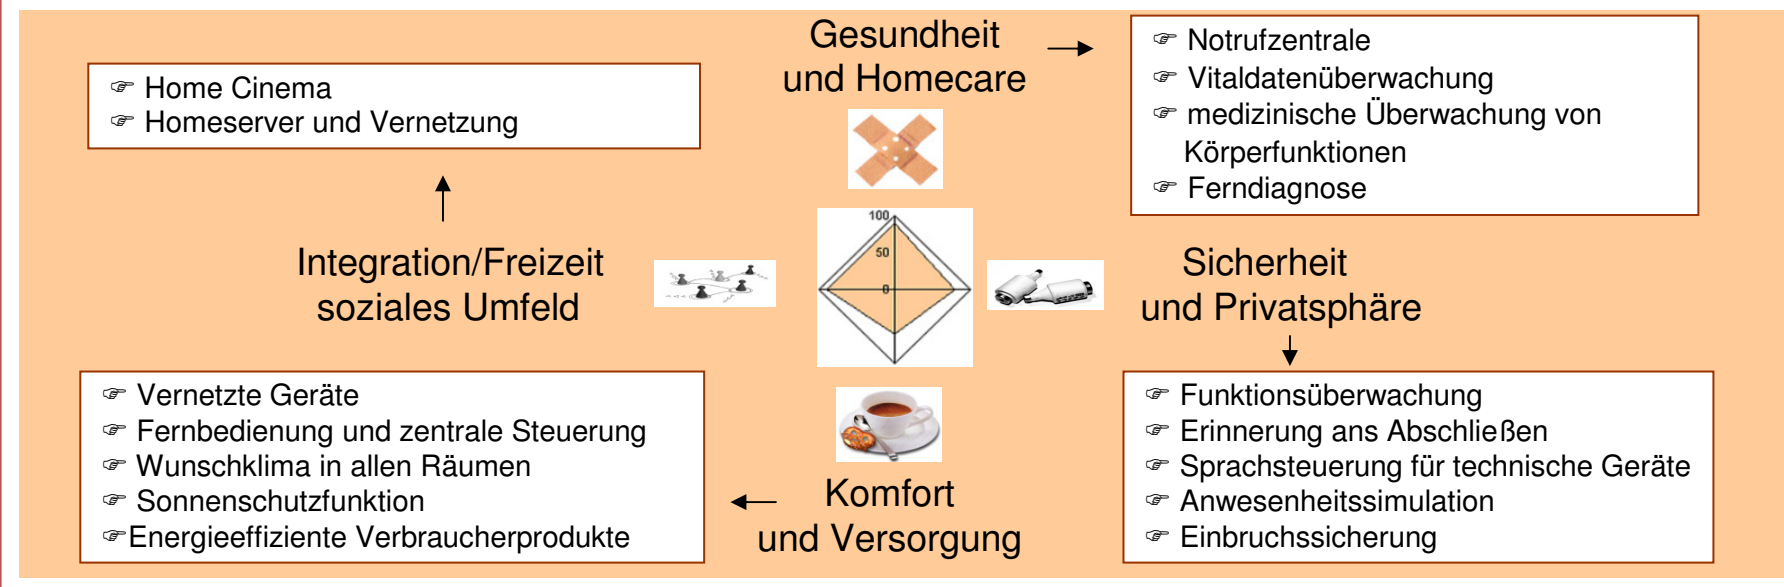 Gesundheit
und Homecare
☞ Notrufzentrale
☞ Vitaldatenüberwachung
☞ medizinische Überwachung von
Körperfunktionen
☞ Ferndiagnose
☞ Home Cinema
☞ Homeserver und Vernetzung
Integration/Freizeit
soziales Umfeld
100
50
0
Sicherheit
und Privatsphäre
☞ Vernetzte Geräte
☞ Fernbedienung und zentrale Steuerung
☞ Wunschklima in allen Räumen
☞ Sonnenschutzfunktion
☞Energieeffiziente Verbraucherprodukte
Komfort
und Versorgung
☞ Funktionsüberwachung
☞ Erinnerung ans Abschließen
☞ Sprachsteuerung für technische Geräte
☞ Anwesenheitssimulation
☞ Einbruchssicherung